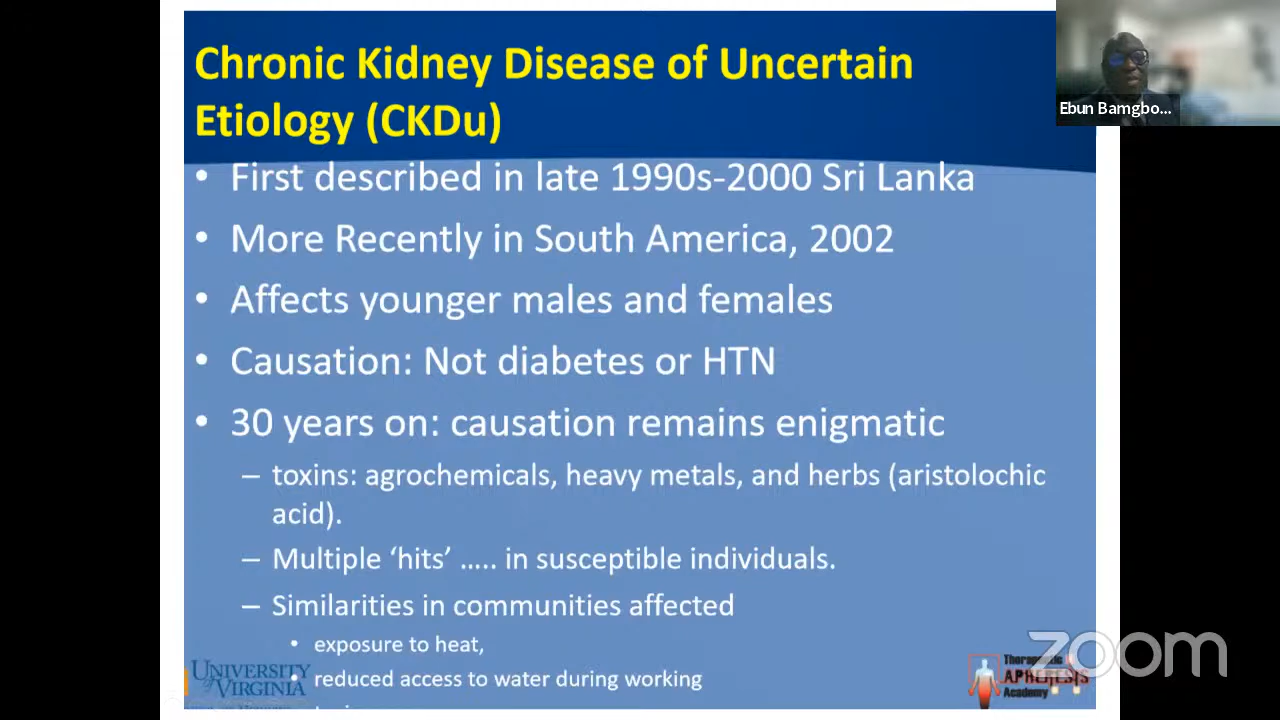 Chronic Kidney Disease of Uncertain
Etiology (CKDu)
Ebun Bamgbo...
• First described in late 1990s-2000 Sri Lanka
• More Recently in South America, 2002
• Affects younger males and females
• Causation: Not diabetes or HTN
• 30 years on: causation remains enigmatic
– toxins: agrochemicals, heavy metals, and herbs (aristolochic
acid).
– Multiple ‘hits’ ….. in susceptible individuals.
– Similarities in communities affected
• exposure to heat,
• reduced access to water during working
UNIVERSITY
of VIRGINIA
Therapeutic
APHERESIS
Academy
zoom